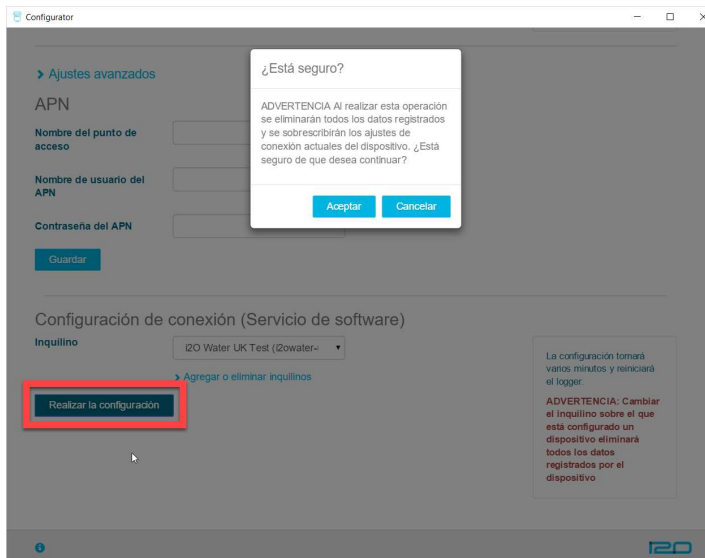 Configurator
Ajustes avanzados
APN
Nombre del punto de
acceso
Nombre de usuario del
APN
Contraseña del APN
Guardar
¿Está seguro?
ADVERTENCIA Al realizar esta operación
se eliminarán todos los datos registrados
y se sobrescribirán los ajustes de
conexión actuales del dispositivo. ¿Está
seguro de que desea continuar?
Aceptar Cancelar
Configuración de conexión (Servicio de software)
Inquilino
I2O Water UK Test (i2owater-
Agregar o eliminar inquilinos
Realizar la configuración
La configuración tomará
varios minutos y reiniciará
el logger.
ADVERTENCIA: Cambiar
el inquilino sobre el que
está configurado un
dispositivo eliminará
todos los datos
registrados por el
dispositivo
i2O